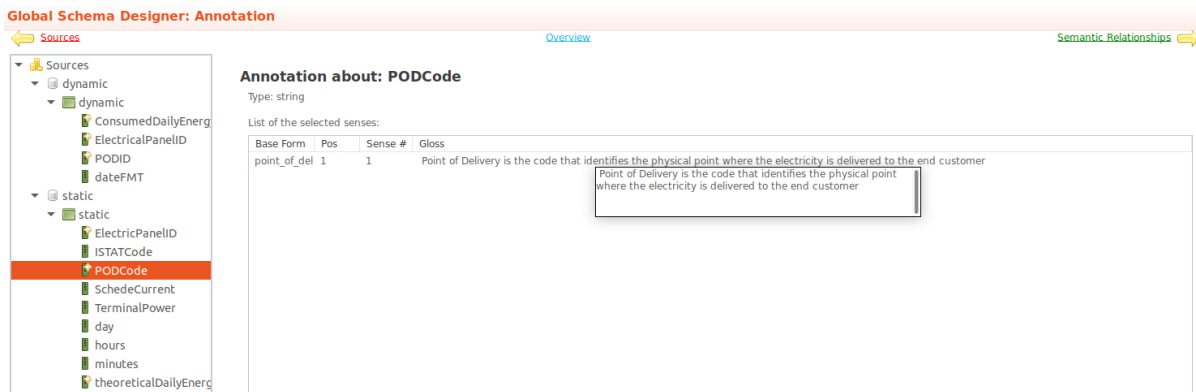 Global Schema Designer: Annotation
Sources Overview Semantic Relationships
Sources
dynamic
dynamic
ConsumedDailyEnerg
ElectricalPanelID
PODID
dateFMT
static
static
ElectricPanelID
ISTATCode
PODCode
SchedeCurrent
TerminalPower
day
hours
minutes
theoreticalDailyEnerg
Annotation about: PODCode
Type: string
List of the selected senses:
Base Form Pos Sense # Gloss
point_of_del 1 1 Point of Delivery is the code that identifies the physical point where the electricity is delivered to the end customer
Point of Delivery is the code that identifies the physical point
where the electricity is delivered to the end customer